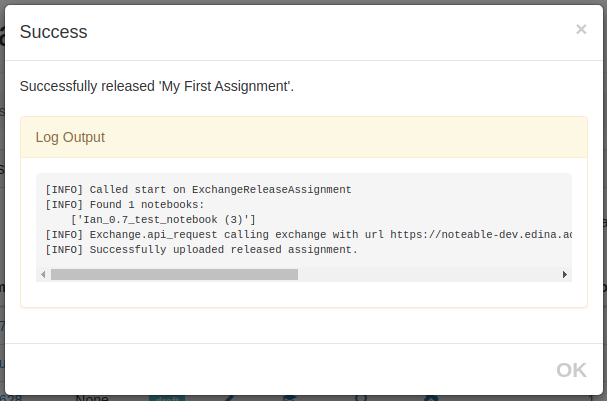 Success
×
Successfully released 'My First Assignment'.
Log Output
[INFO] Called start on ExchangeReleaseAssignment
[INFO] Found 1 notebooks:
['Ian_0.7_test_notebook (3)']
[INFO] Exchange.api_request calling exchange with url https://noteable-dev.edina.ac
[INFO] Successfully uploaded released assignment.
OK
None
draft